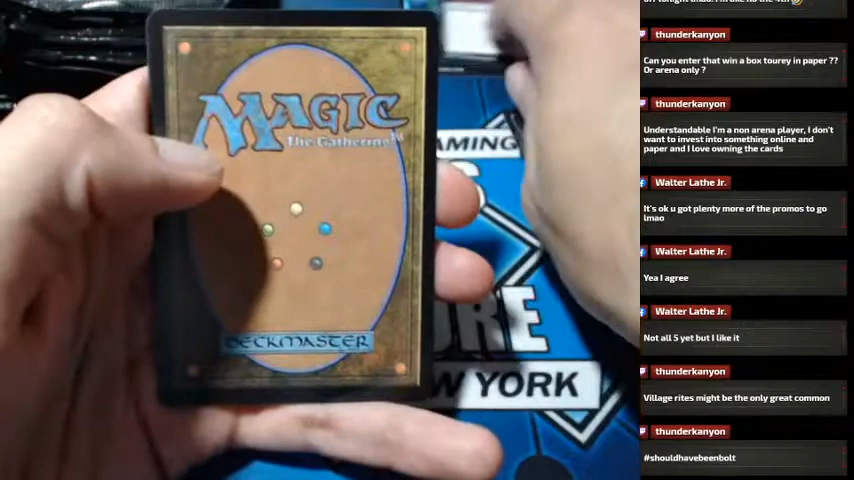 MAGIC
The Gathering
DECKMASTER
AMING
S
ORE
W YORK
thunderkanyon
Can you enter that win a box tourey in paper ??
Or arena only ?
thunderkanyon
Understandable I'm a non arena player, I don't
want to invest into something online and
paper and I love owning the cards
Walter Lathe Jr.
It's ok u got plenty more of the promos to go
lmao
Walter Lathe Jr.
Yea I agree
Walter Lathe Jr.
Not all 5 yet but I like it
thunderkanyon
Village rites might be the only great common
thunderkanyon
#shouldhavebeenbolt